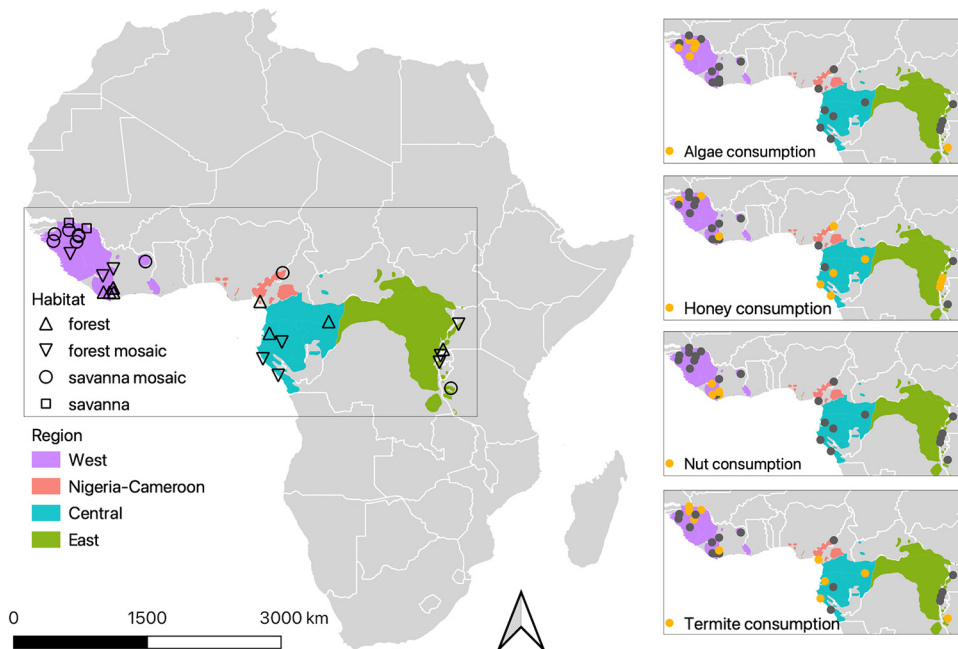 Habitat
forest
forest mosaic
savanna mosaic
savanna
Region
West
Nigeria-Cameroon
Central
East
0 1500 3000 km
Algae consumption
Honey consumption
Nut consumption
Termite consumption